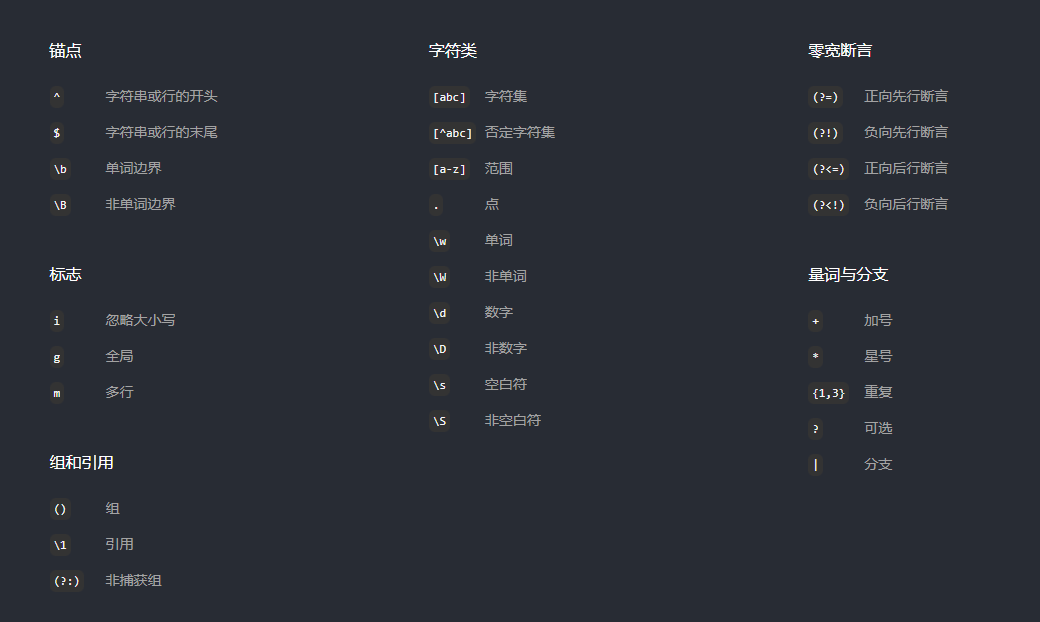 锚点
^ 字符串或行的开头
$ 字符串或行的末尾
\b 单词边界
\B 非单词边界
标志
i 忽略大小写
g 全局
m 多行
组和引用
() 组
\1 引用
(?:) 非捕获组
字符类
[abc] 字符集
[^abc] 否定字符集
[a-z] 范围
. 点
\w 单词
\W 非单词
\d 数字
\D 非数字
\s 空白符
\S 非空白符
零宽断言
(?=) 正向先行断言
(?!) 负向先行断言
(?<=) 正向后行断言
(?<!) 负向后行断言
量词与分支
+ 加号
* 星号
{1,3} 重复
? 可选
| 分支